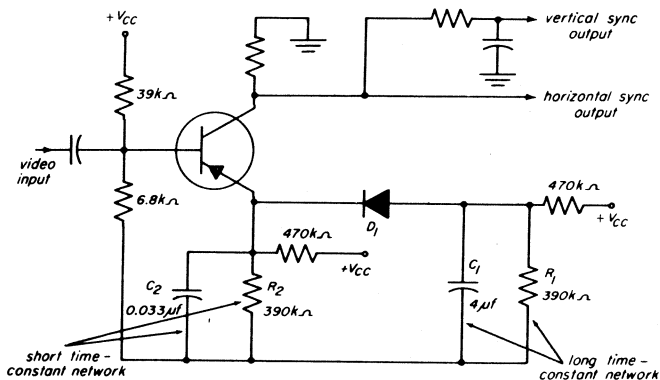 +VCC
vertical sync
output
39kΩ
horizontal sync
output
video
input
6.8kΩ
470kΩ
+VCC
D1
470kΩ
+VCC
C2
0.033μf
R2
390kΩ
C1
4μf
R1
390kΩ
short time-
constant network
long time-
constant network